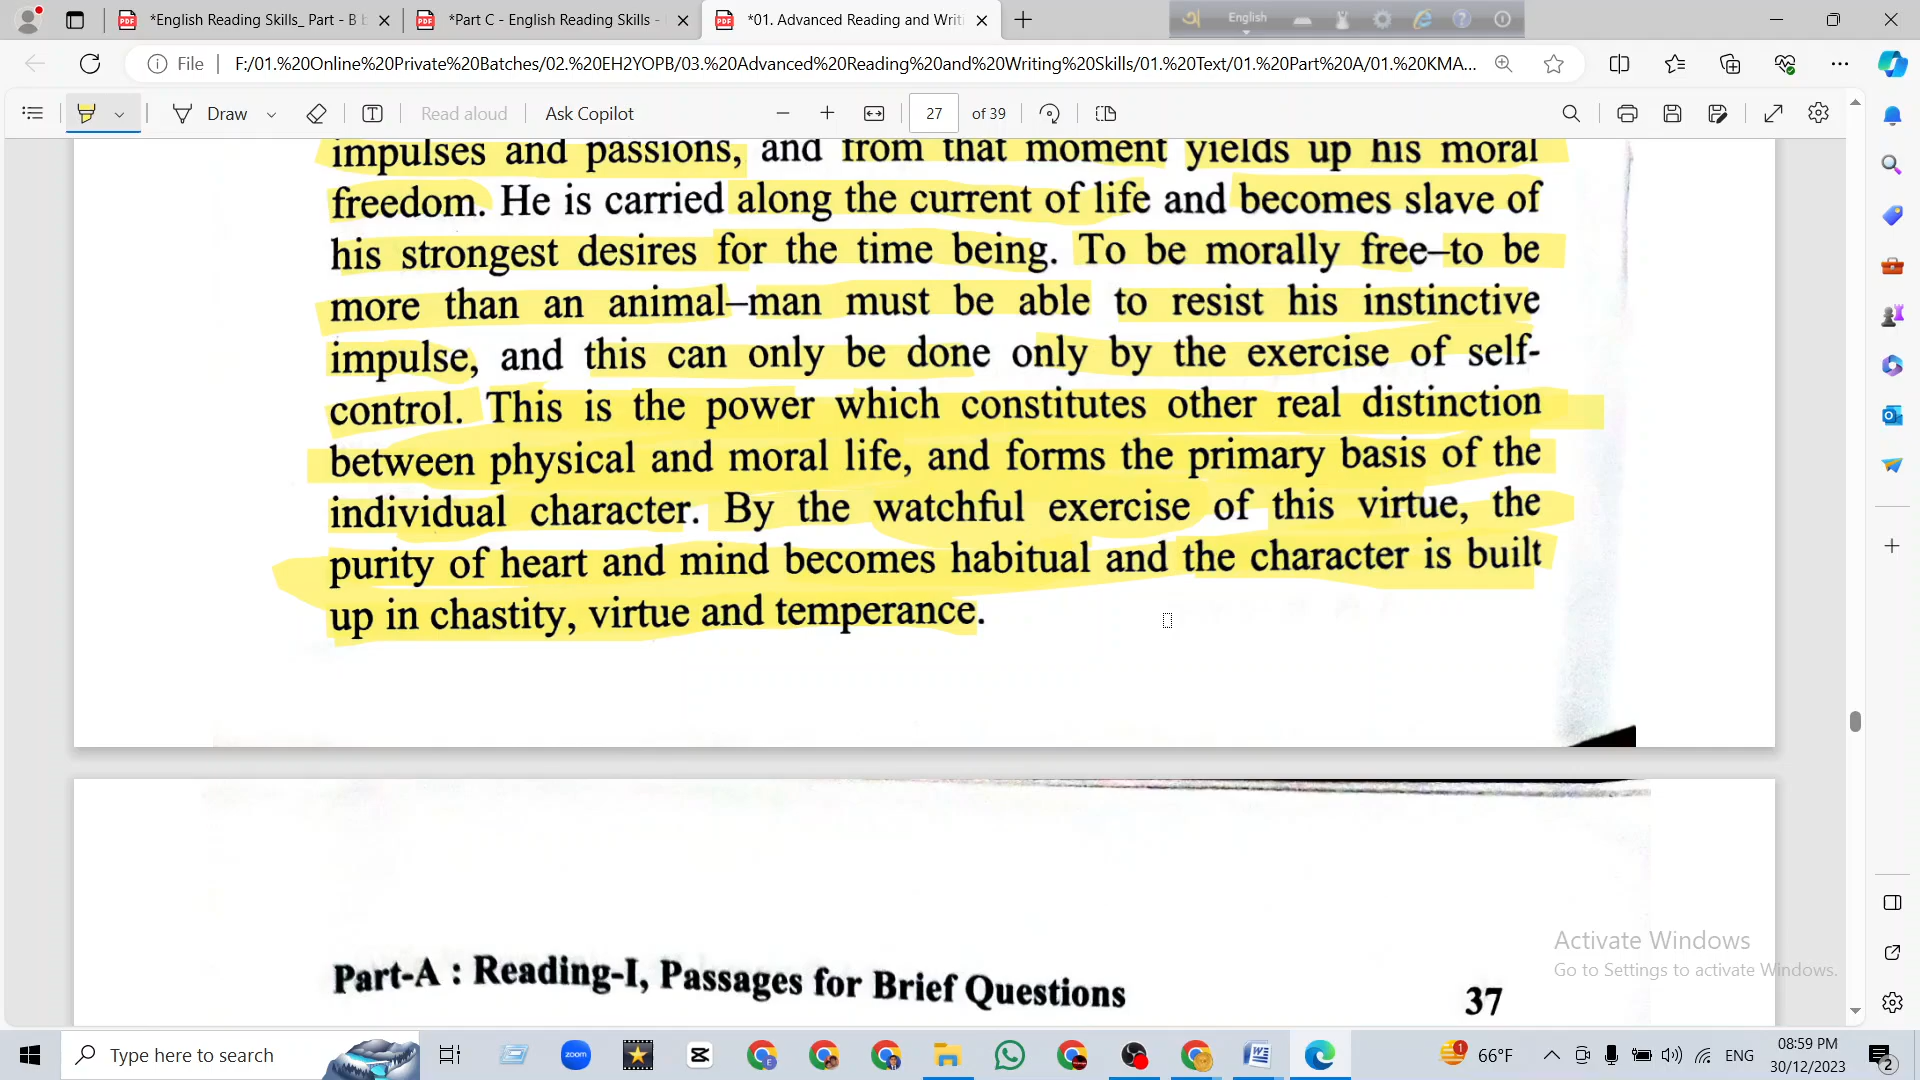 *English Reading Skills_ Part - B b
*Part C - English Reading Skills -
*01. Advanced Reading and Writi
English
File
F:/01.%20Online%20Private%20Batches/02.%20EH2YOPB/03.%20Advanced%20Reading%20and%20Writing%20Skills/01.%20Text/01.%20Part%20A/01.%20KMA...
Draw
Read aloud
Ask Copilot
27
of 39
impulses and passions, and from that moment yields up his moral
freedom. He is carried along the current of life and becomes slave of
his strongest desires for the time being. To be morally free–to be
more than an animal–man must be able to resist his instinctive
impulse, and this can only be done only by the exercise of self-
control. This is the power which constitutes other real distinction
between physical and moral life, and forms the primary basis of the
individual character. By the watchful exercise of this virtue, the
purity of heart and mind becomes habitual and the character is built
up in chastity, virtue and temperance.
Part-A : Reading-I, Passages for Brief Questions
37
Activate Windows
Go to Settings to activate Windows.
Type here to search
zoom
66°F
ENG
08:59 PM
30/12/2023
2